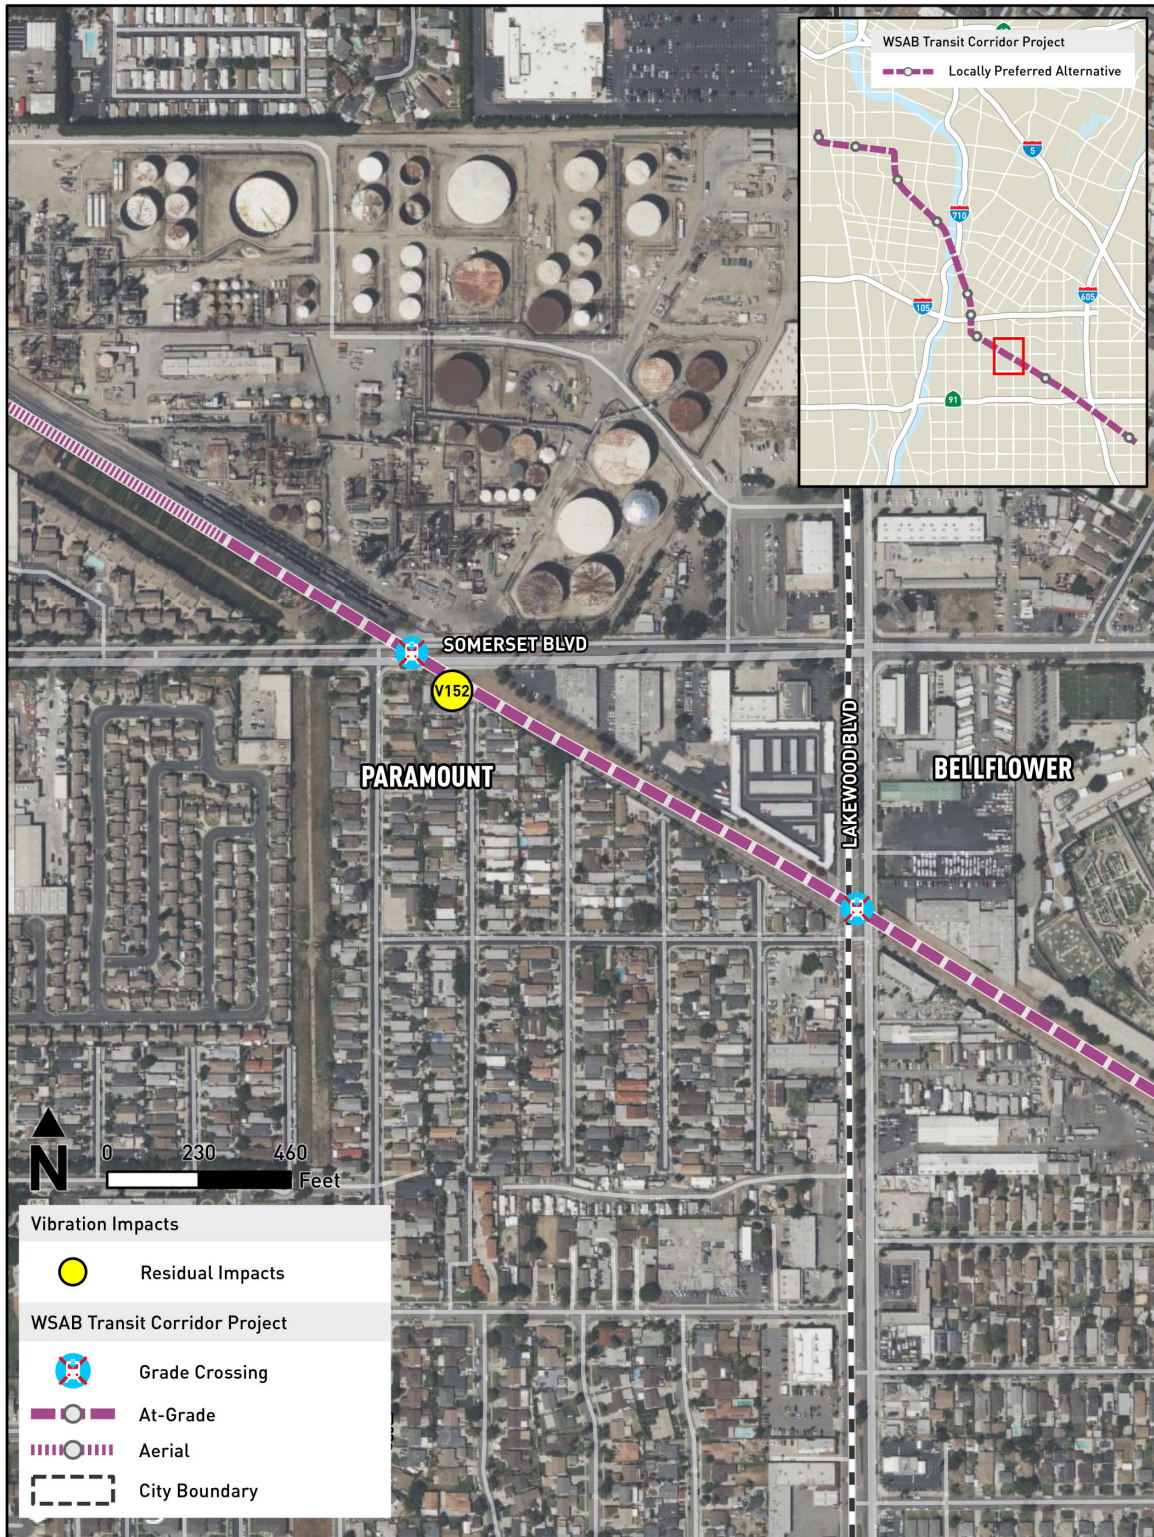 WSAB Transit Corridor Project
Locally Preferred Alternative
5
710
105
605
91
SOMERSET BLVD
V152
PARAMOUNT
LAKEWOOD BLVD
BELLFLOWER
N
0 230 460
Feet
Vibration Impacts
Residual Impacts
WSAB Transit Corridor Project
Grade Crossing
At-Grade
Aerial
City Boundary